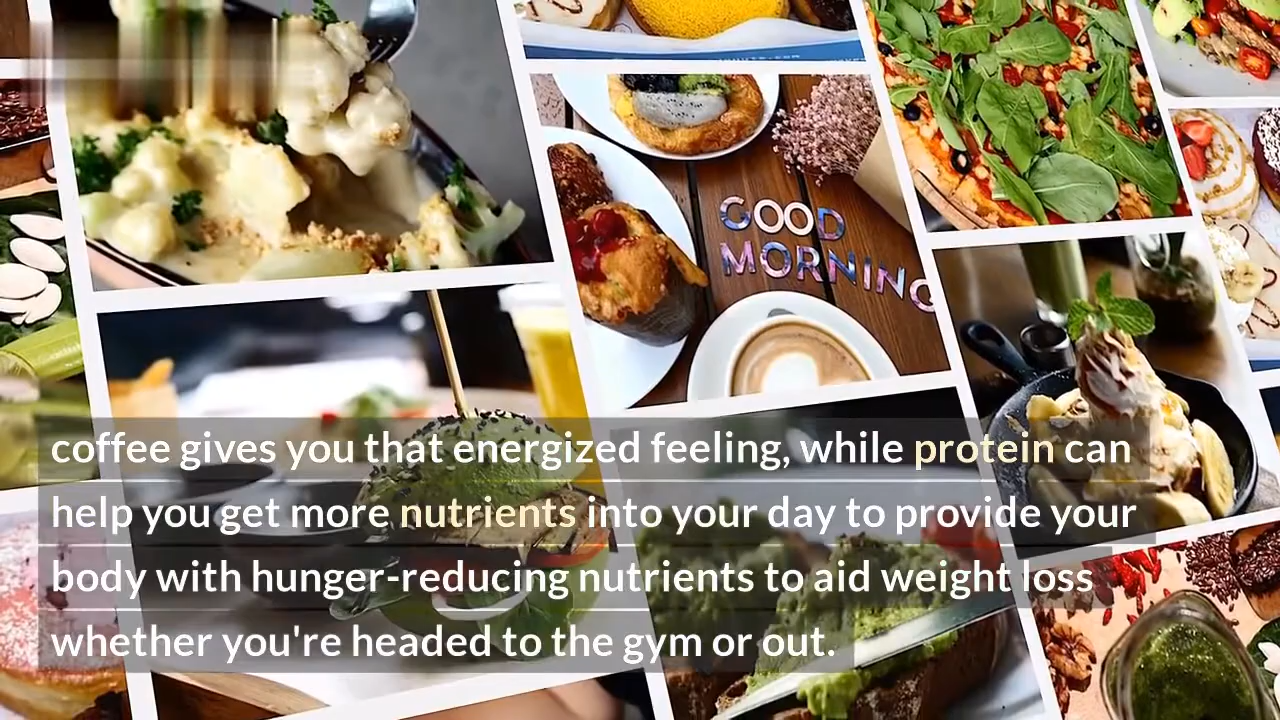 GOOD
MORNING
coffee gives you that energized feeling, while protein can
help you get more nutrients into your day to provide your
body with hunger-reducing nutrients to aid weight loss
whether you're headed to the gym or out.